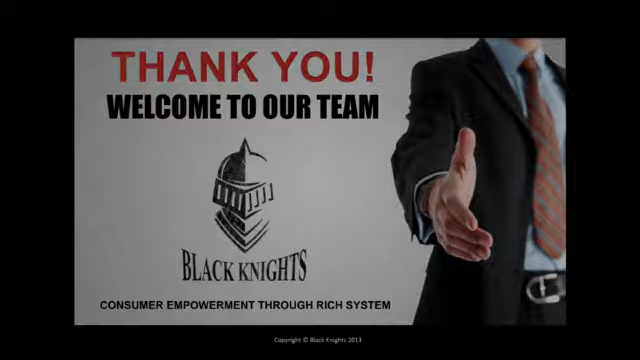 THANK YOU!
WELCOME TO OUR TEAM
BLACK KNIGHTS
CONSUMER EMPOWERMENT THROUGH RICH SYSTEM
Copyright © Black Knights 2013